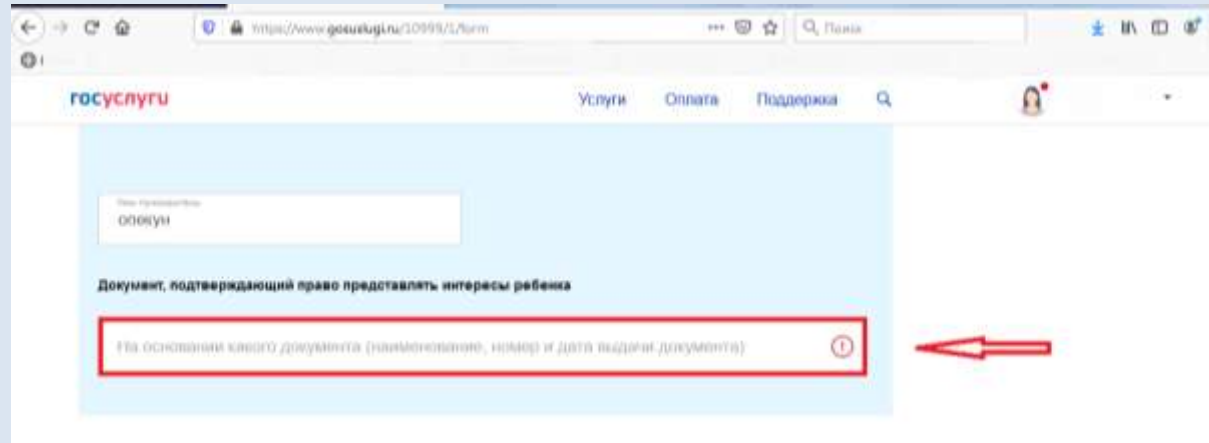 https://www.gosuslugi.ru/10999/1/form
Поиск
госуслуги
Услуги Оплата Поддержка
опекун
Документ, подтверждающий право представлять интересы ребенка
На основании какого документа (наименование, номер и дата выдачи документа)